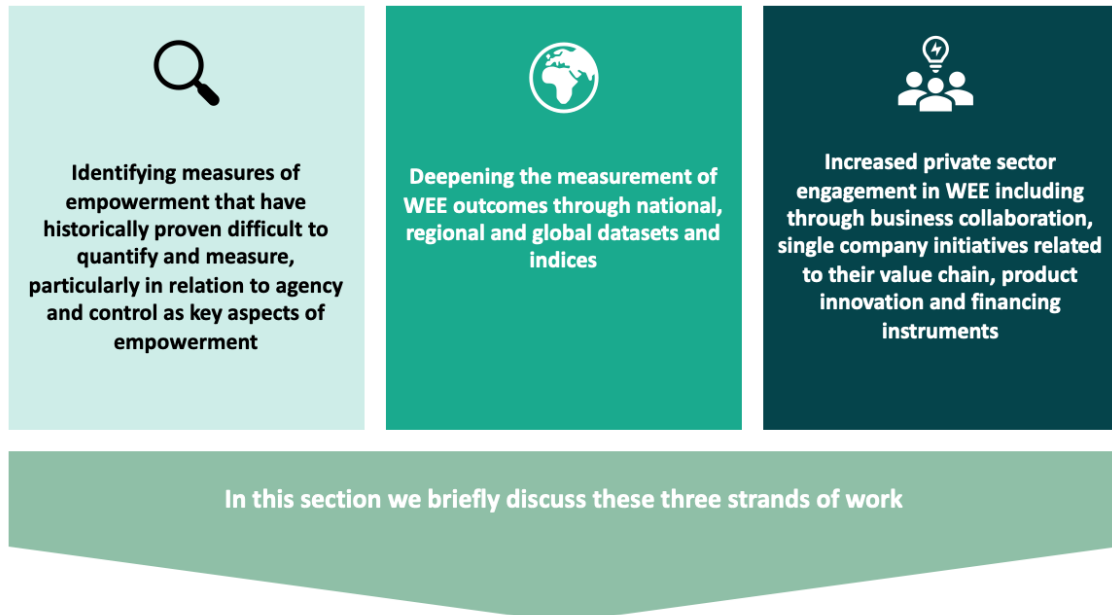 Identifying measures of
empowerment that have
historically proven difficult to
quantify and measure,
particularly in relation to agency
and control as key aspects of
empowerment
Deepening the measurement of
WEE outcomes through national,
regional and global datasets and
indices
Increased private sector
engagement in WEE including
through business collaboration,
single company initiatives related
to their value chain, product
innovation and financing
instruments
In this section we briefly discuss these three strands of work